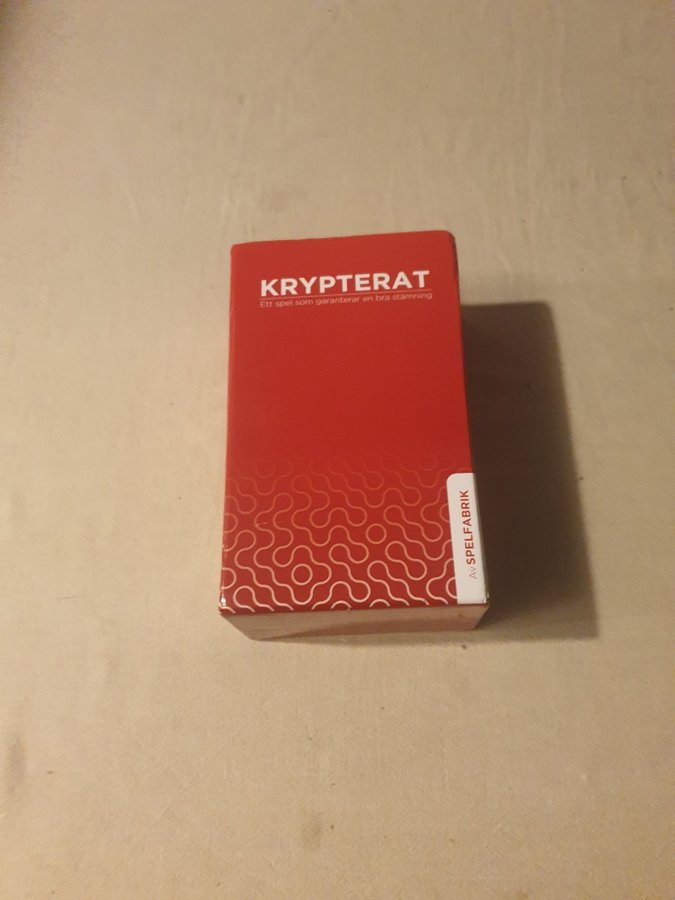 KRYPTERAT
Ett spel som garanterar en bra stämning
Av SPELFABRIK